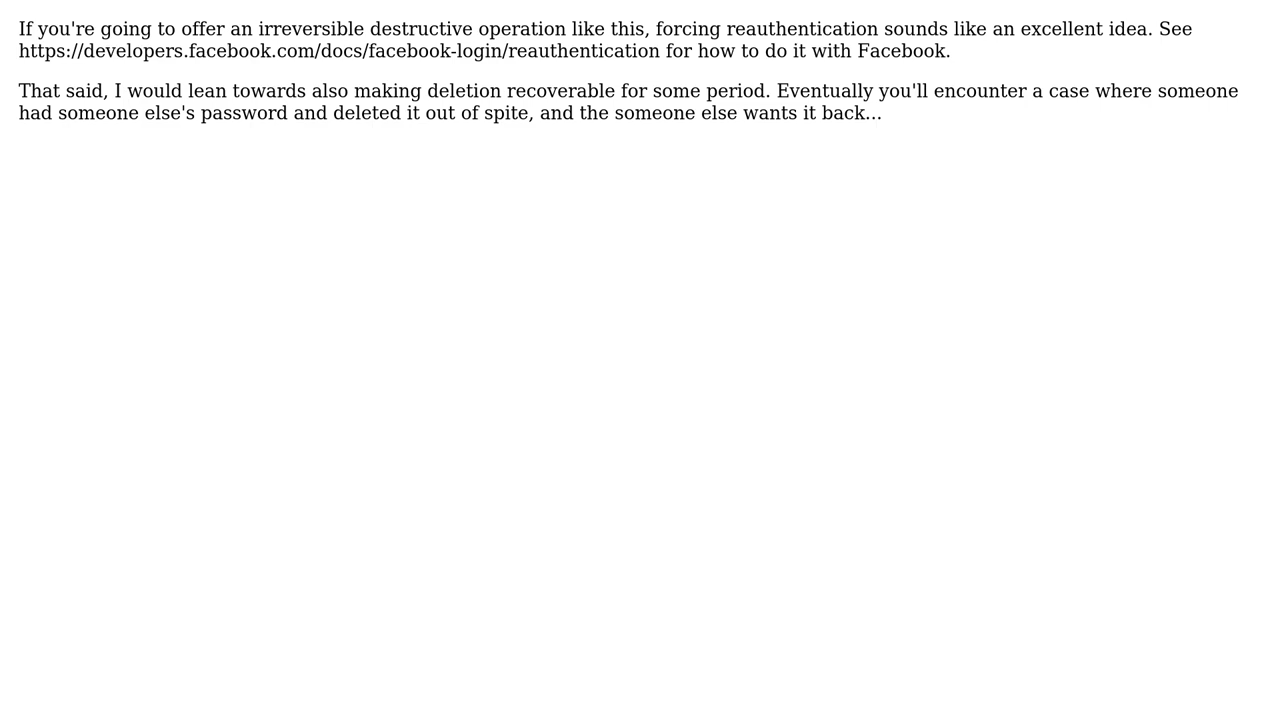 If you're going to offer an irreversible destructive operation like this, forcing reauthentication sounds like an excellent idea. See
https://developers.facebook.com/docs/facebook-login/reauthentication for how to do it with Facebook.
That said, I would lean towards also making deletion recoverable for some period. Eventually you'll encounter a case where someone
had someone else's password and deleted it out of spite, and the someone else wants it back...